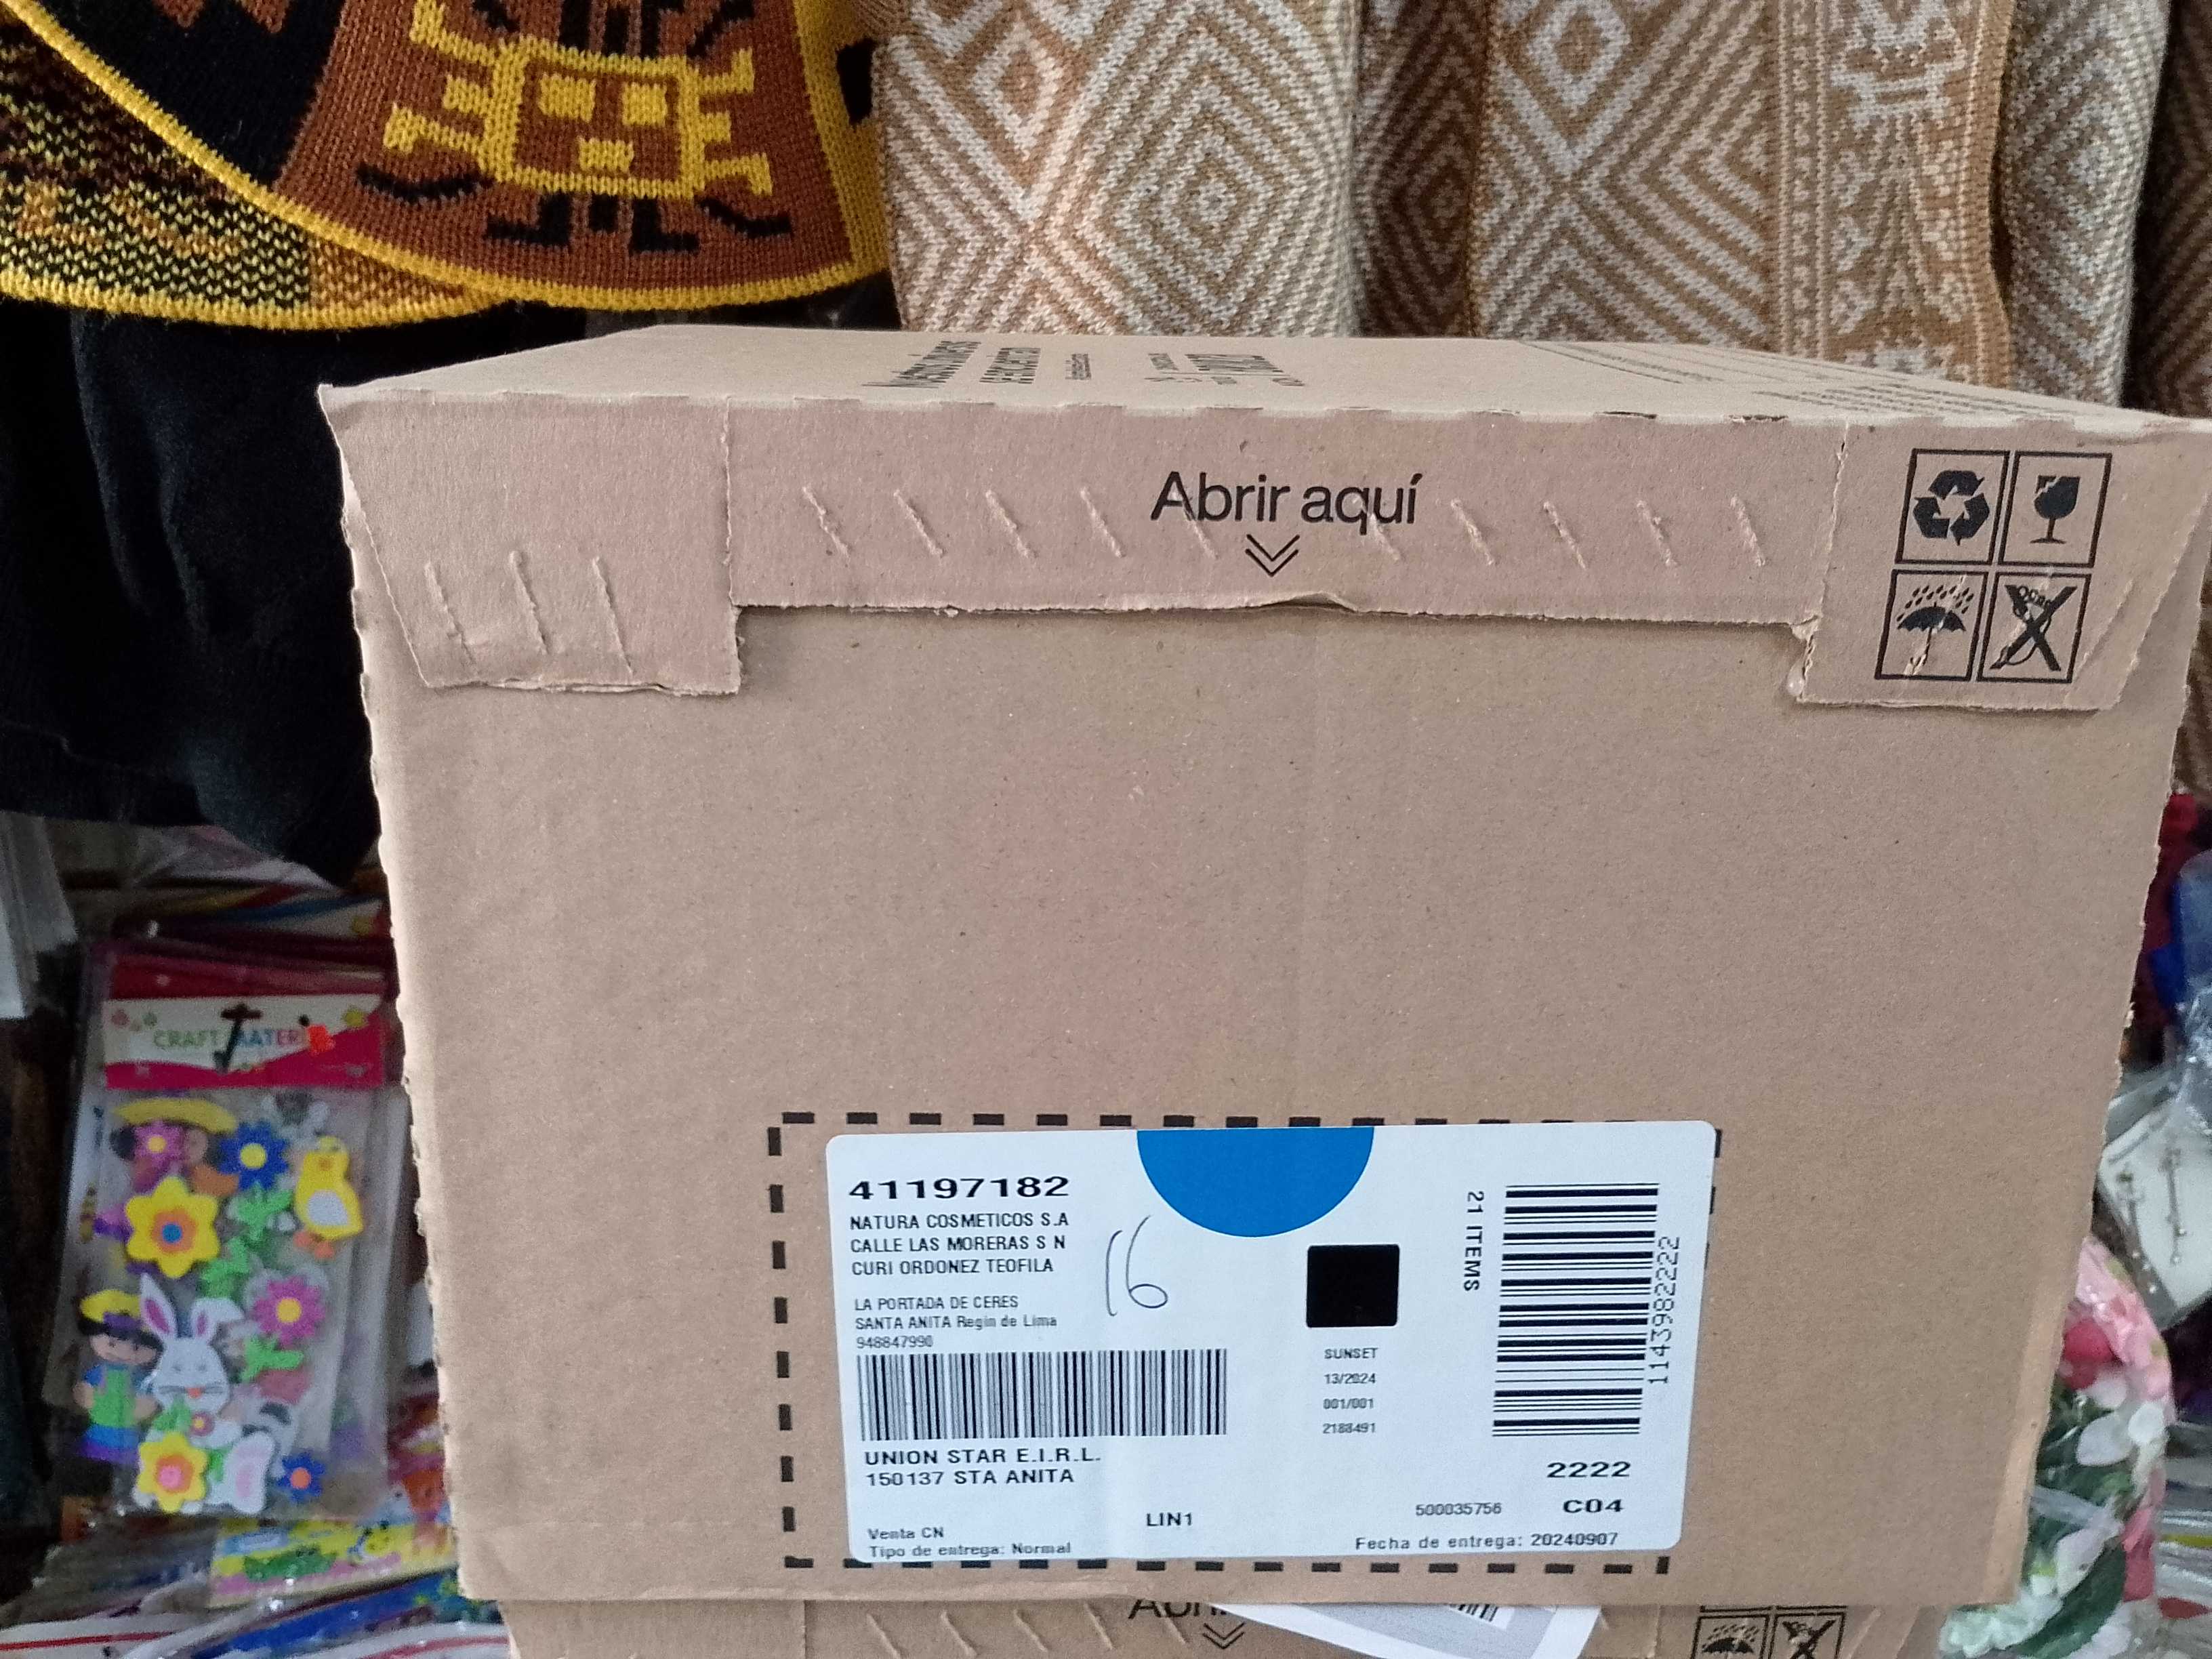 Abrir aquí
CRAFT MATERI
41197182
NATURA COSMETICOS S.A
CALLE LAS MORERAS S N
CURI ORDONEZ TEOFILA
16
LA PORTADA DE CERES
SANTA ANITA Regin de Lima
948847990
UNION STAR E.I.R.L.
150137 STA ANITA
LIN1
Venta CN
Tipo de entrega: Normal
SUNSET
13/2024
001/001
2188491
21 ITEMS
1143982222
2222
500035756 C04
Fecha de entrega: 20240907